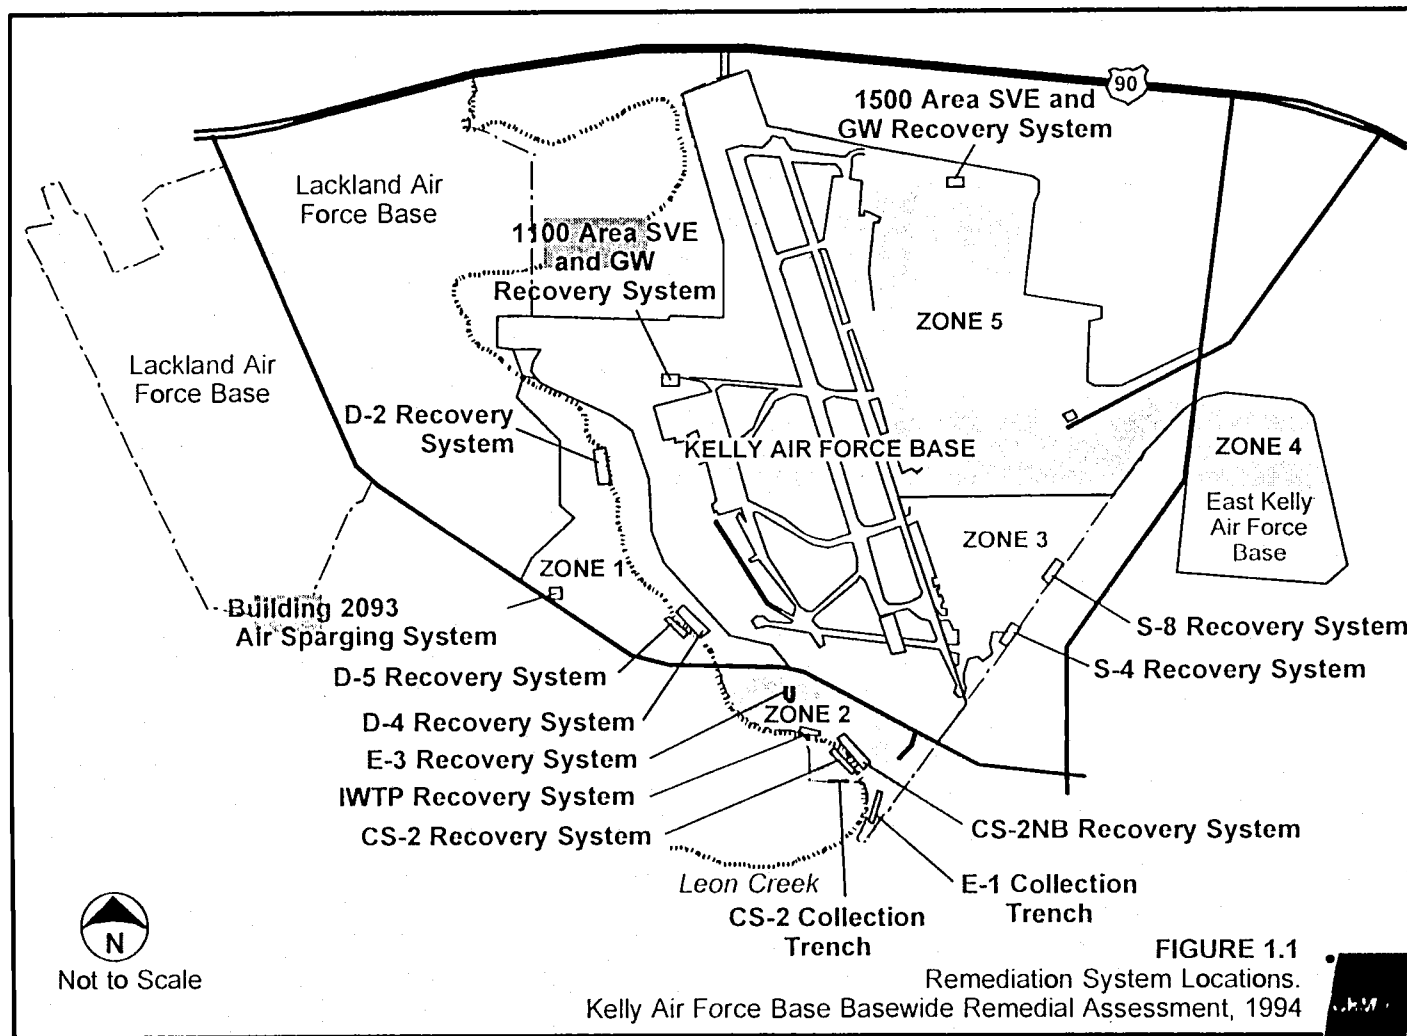 90
1500 Area SVE and
GW Recovery System
Lackland Air
Force Base
1100 Area SVE
and GW
Recovery System
ZONE 5
Lackland Air
Force Base
D-2 Recovery
System
KELLY AIR FORCE BASE
ZONE 4
East Kelly
Air Force
Base
ZONE 3
ZONE 1
Building 2093
Air Sparging System
S-8 Recovery System
S-4 Recovery System
D-5 Recovery System
D-4 Recovery System
ZONE 2
E-3 Recovery System
IWTP Recovery System
CS-2 Recovery System
CS-2NB Recovery System
Leon Creek
E-1 Collection
Trench
CS-2 Collection
Trench
N
Not to Scale
FIGURE 1.1
Remediation System Locations.
Kelly Air Force Base Basewide Remedial Assessment, 1994